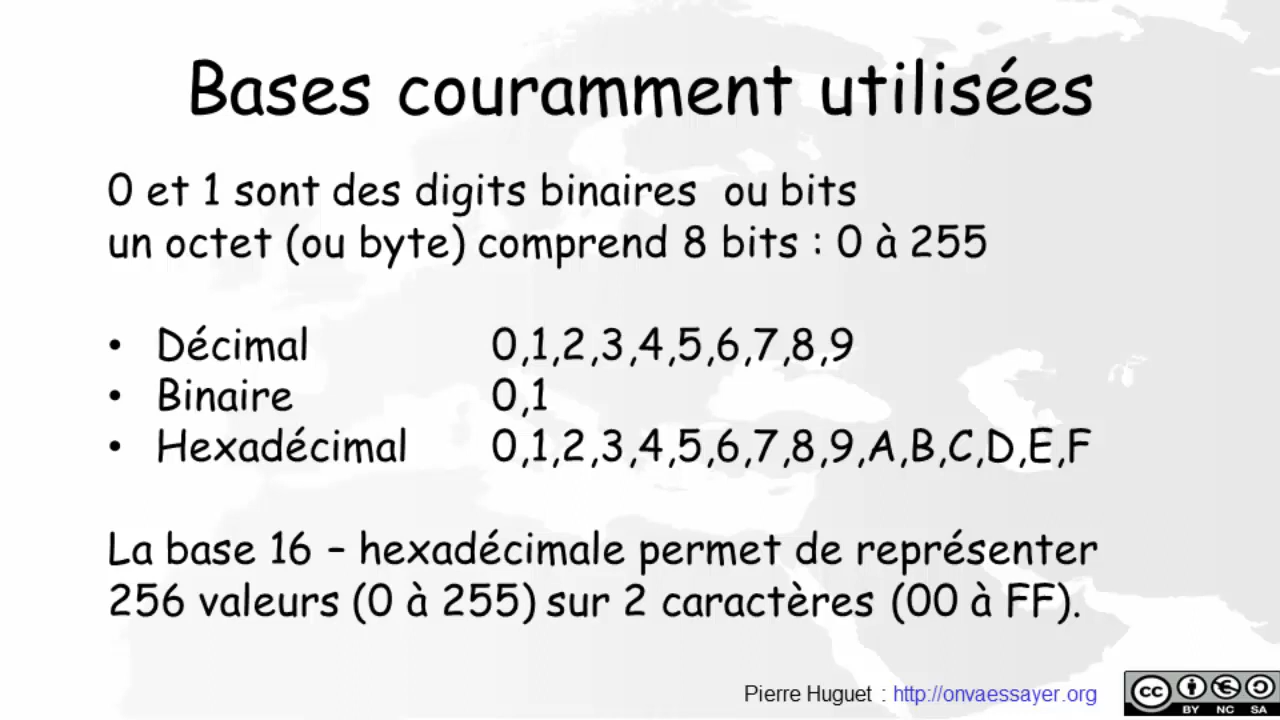 Bases couramment utilisées
0 et 1 sont des digits binaires ou bits
un octet (ou byte) comprend 8 bits : 0 à 255
• Décimal 0,1,2,3,4,5,6,7,8,9
• Binaire 0,1
• Hexadécimal 0,1,2,3,4,5,6,7,8,9,A,B,C,D,E,F
La base 16 – hexadécimale permet de représenter
256 valeurs (0 à 255) sur 2 caractères (00 à FF).
Pierre Huguet : http://onvaessayer.org
cc
BY NC SA